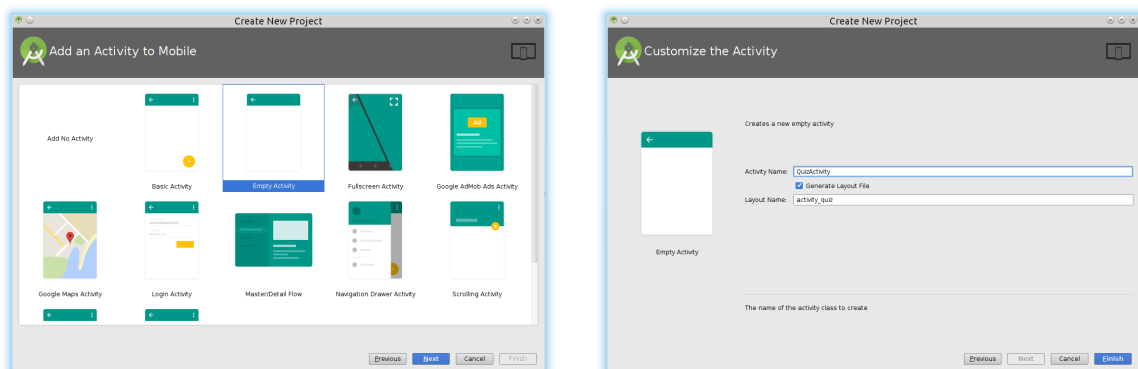 Create New Project
Add an Activity to Mobile
Add No Activity
Ad
Basic Activity
Empty Activity
Fullscreen Activity
Google AdMob Ads Activity
Google Maps Activity
Login Activity
Master/Detail Flow
Navigation Drawer Activity
Scrolling Activity
Previous
Next
Cancel
Finish
Create New Project
Customize the Activity
Creates a new empty activity
Activity Name: QuizActivity
Generate Layout File
Layout Name: activity_quiz
Empty Activity
The name of the activity class to create
Previous
Next
Cancel
Finish